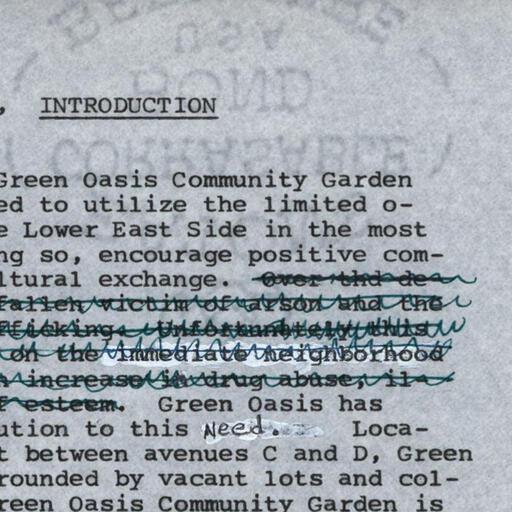 , INTRODUCTION
Green Oasis Community Garden
ed to utilize the limited o-
e Lower East Side in the most
ng so, encourage positive com-
ltural exchange. Over thd de-
fallen victim of arson and the
fficking. Unfortunately this
on the immediate neighborhood
n increase in drug abuse, il-
f esteem. Green Oasis has
ution to this Need. Loca-
t between avenues C and D, Green
rounded by vacant lots and col-
reen Oasis Community Garden is